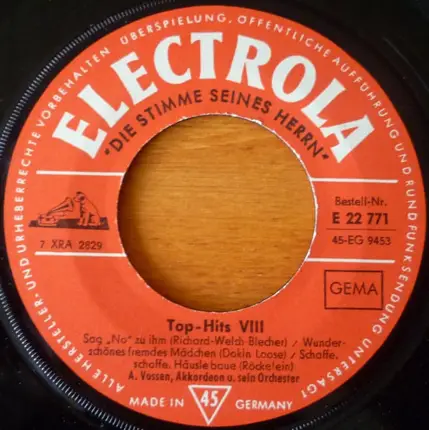 ALLE HERSTELLER- UND URHEBERRECHTE VORBEHALTEN ÜBERSPIELUNG, ÖFFENTLICHE AUFFÜHRUNG UND RUNDFUNKSENDUNG UNTERSAGT
ELECTROLA
"DIE STIMME SEINES HERRN"
Bestell-Nr.
E 22 771
7 XRA 2829
45-EG 9453
GEMA
Top-Hits VIII
Sag „No" zu ihm (Richard-Welch-Blecher) / Wunder-
schönes fremdes Mädchen (Dakin Loose) / Schaffe,
schaffe, Häusle baue (Röckelein)
A. Vossen, Akkordeon u. sein Orchester
MADE IN 45 GERMANY